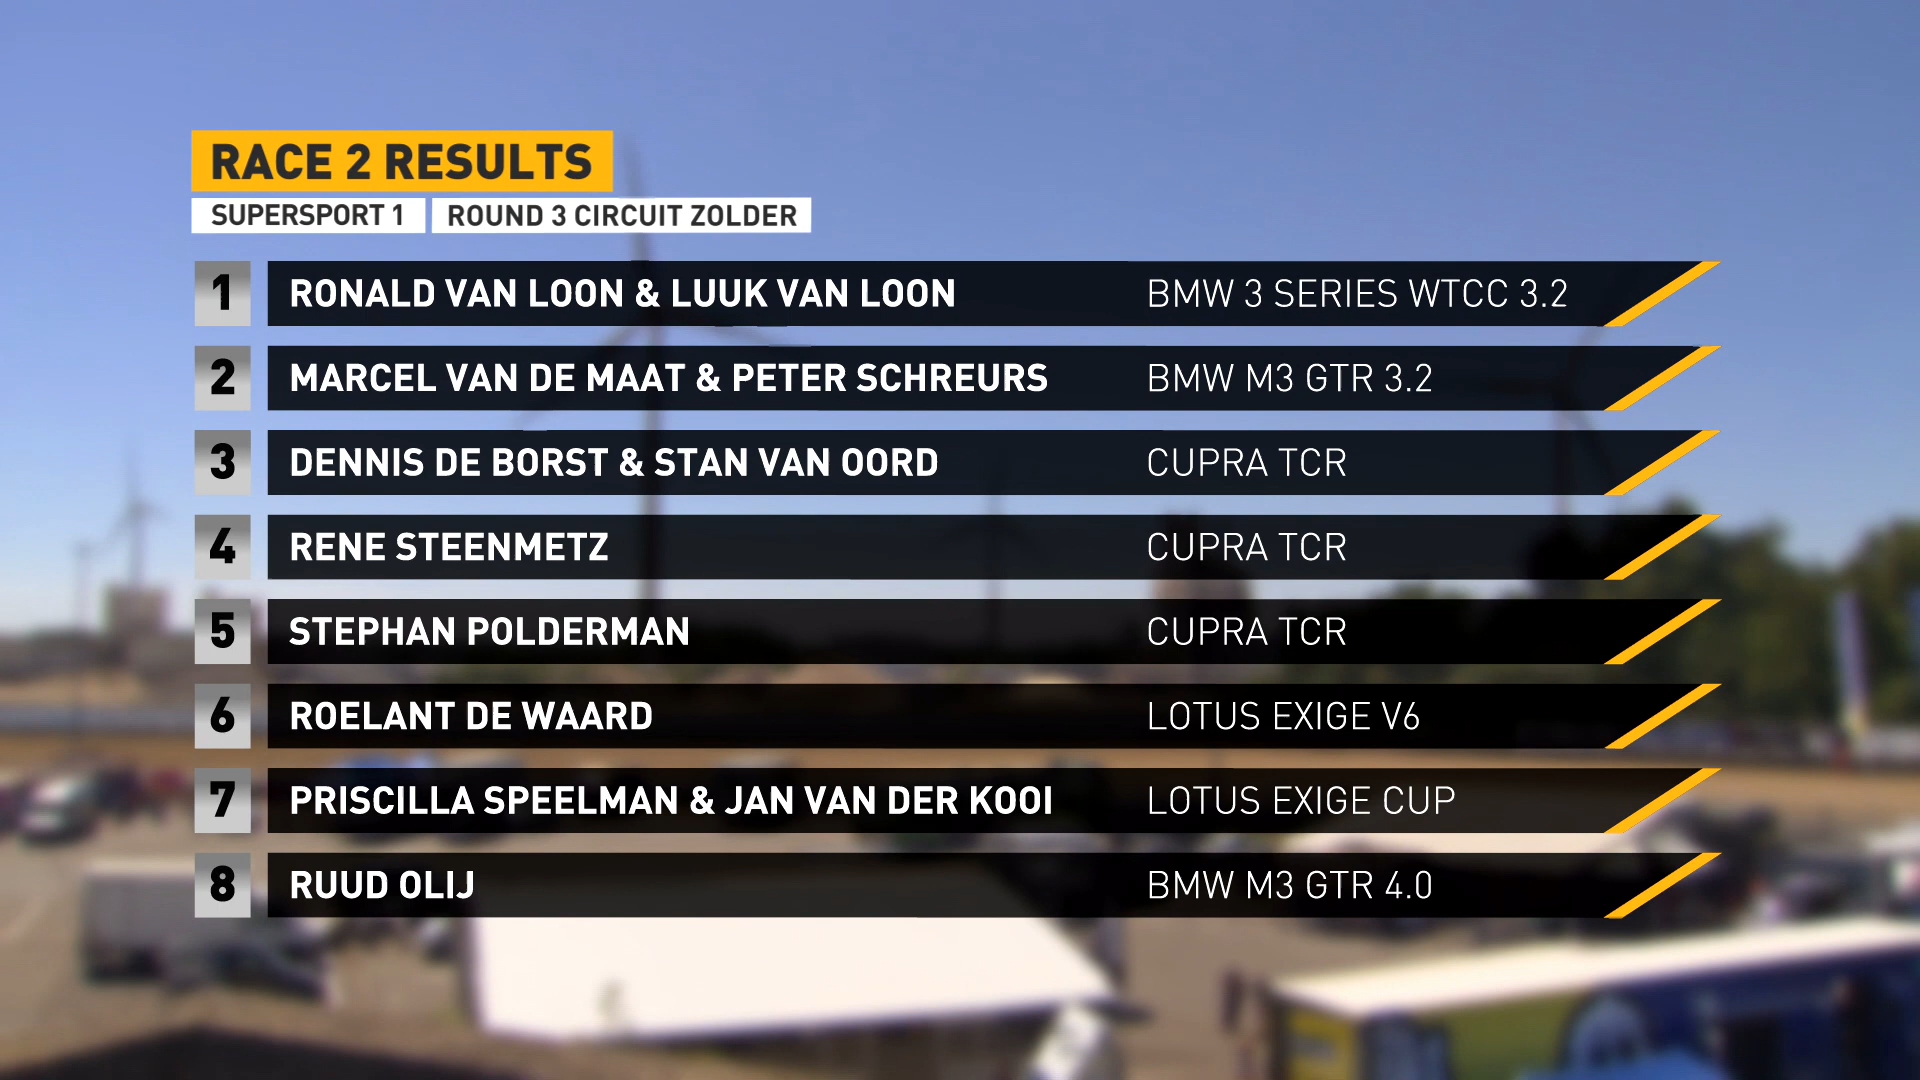 RACE 2 RESULTS
SUPERSPORT 1 ROUND 3 CIRCUIT ZOLDER
1 RONALD VAN LOON & LUUK VAN LOON BMW 3 SERIES WTCC 3.2
2 MARCEL VAN DE MAAT & PETER SCHREURS BMW M3 GTR 3.2
3 DENNIS DE BORST & STAN VAN OORD CUPRA TCR
4 RENE STEENMETZ CUPRA TCR
5 STEPHAN POLDERMAN CUPRA TCR
6 ROELANT DE WAARD LOTUS EXIGE V6
7 PRISCILLA SPEELMAN & JAN VAN DER KOOI LOTUS EXIGE CUP
8 RUUD OLIJ BMW M3 GTR 4.0